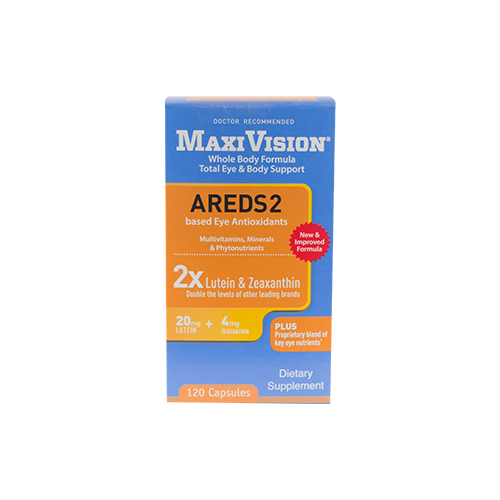 DOCTOR RECOMMENDED
MAXIVISION®
Whole Body Formula
Total Eye & Body Support
AREDS2
based Eye Antioxidants
Multivitamins, Minerals
& Phytonutrients
New &
Improved
Formula
2x Lutein & Zeaxanthin
Double the levels of other leading brands
20mg + 4mg
LUTEIN ZEAXANTHIN
PLUS
Proprietary blend of
key eye nutrients*
Dietary
Supplement
120 Capsules